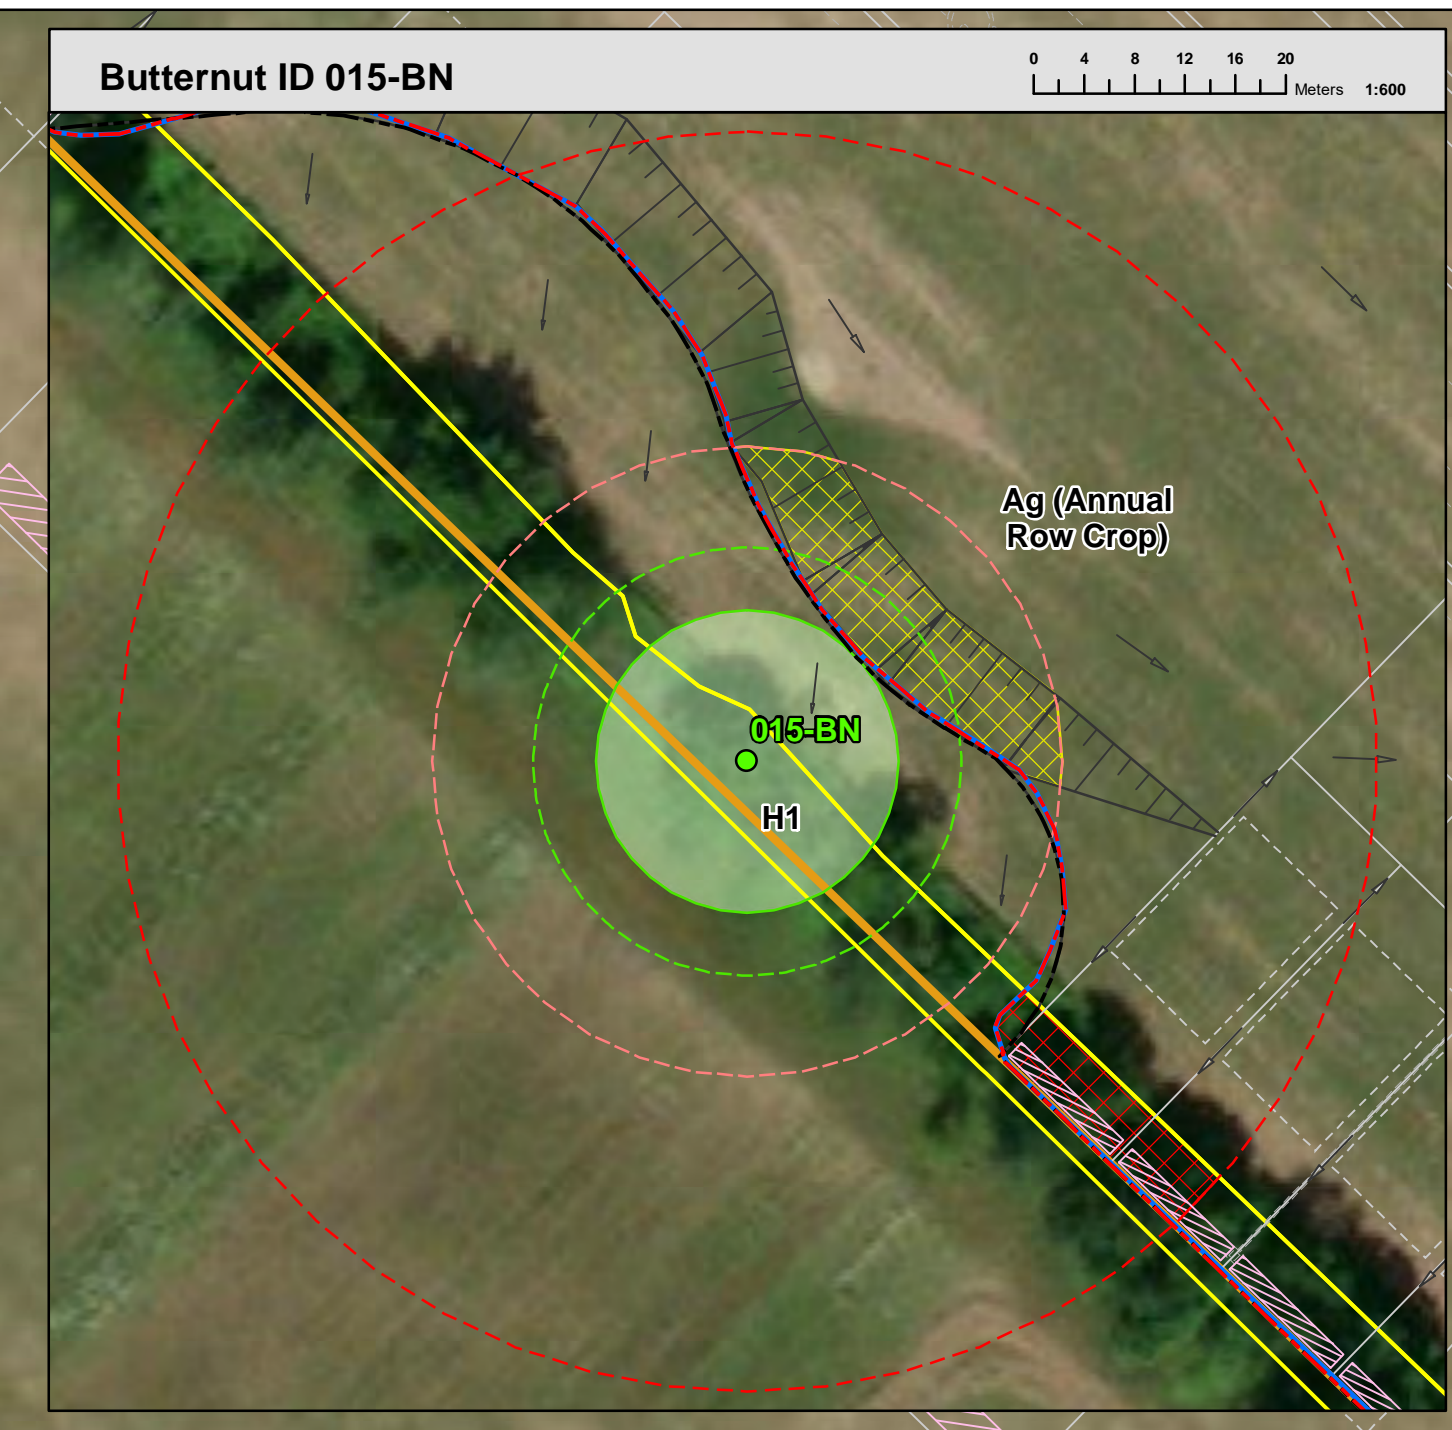 Butternut ID 015-BN
0 4 8 12 16 20
Meters 1:600
Ag (Annual
Row Crop)
015-BN
H1